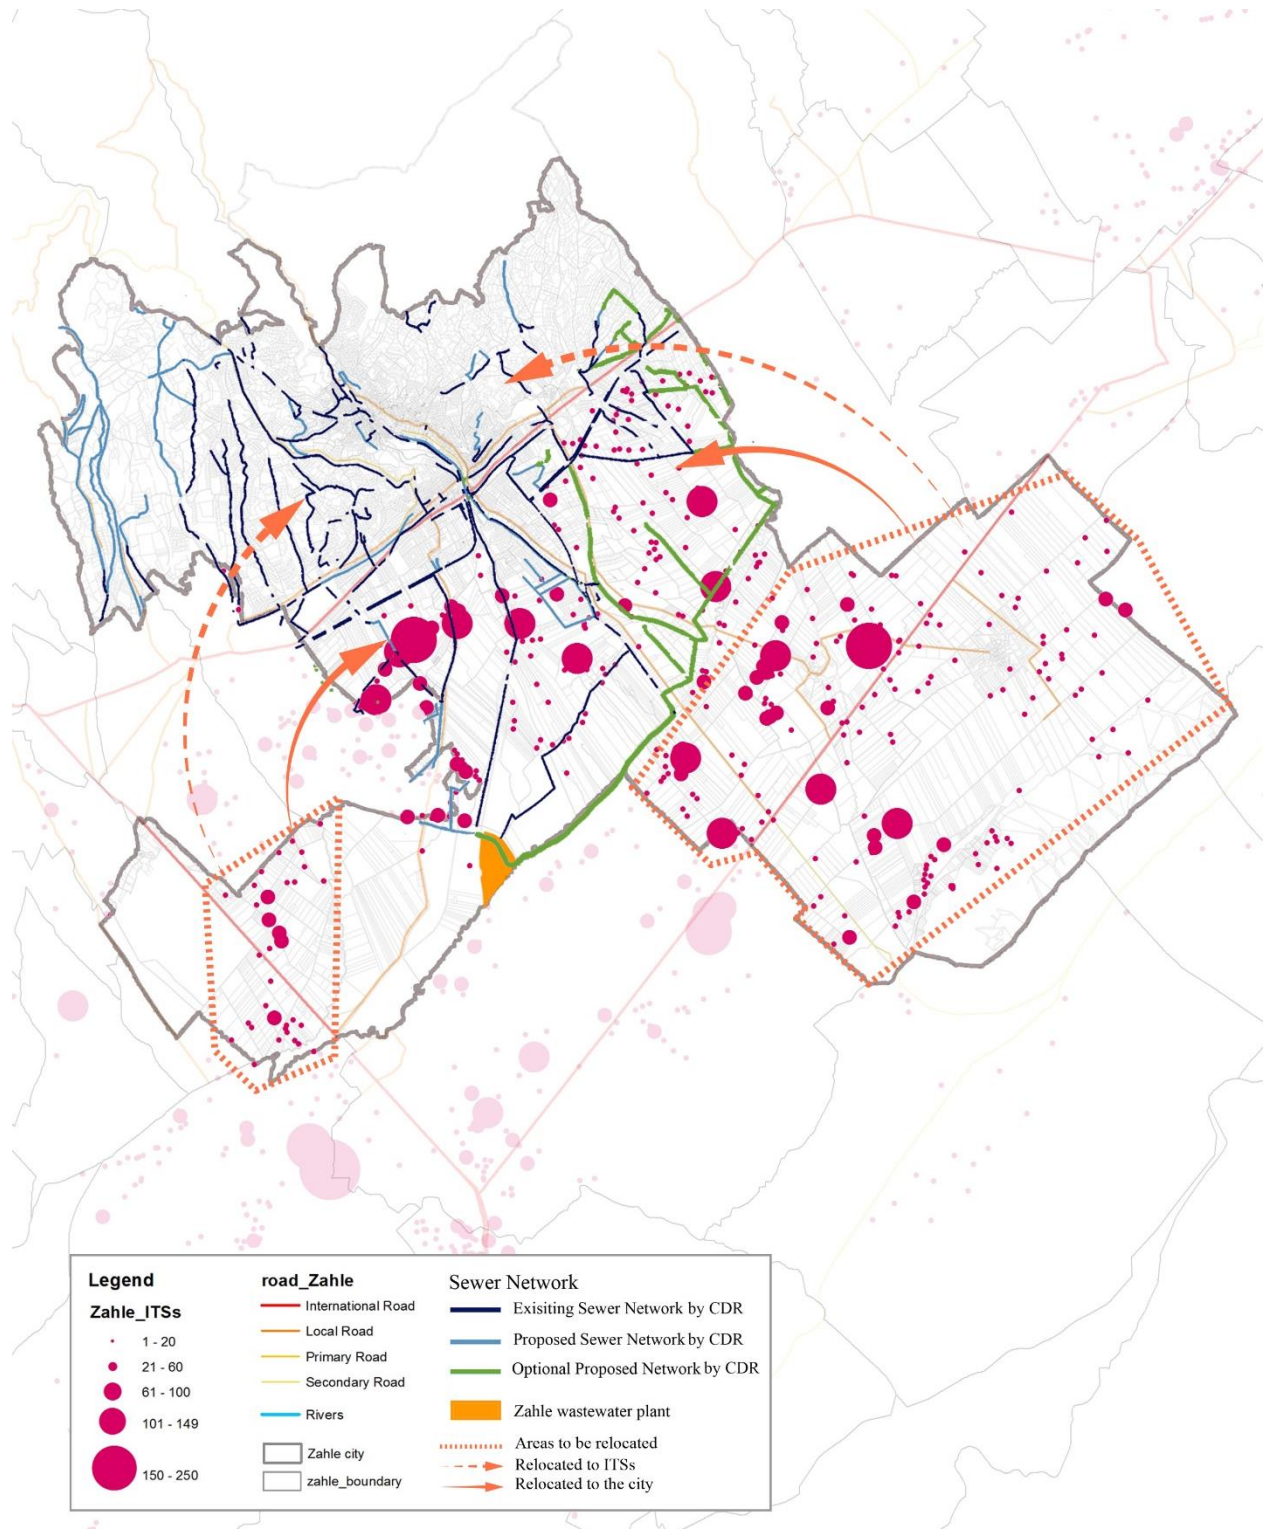 Legend
Zahle_ITSs
1 - 20
21 - 60
61 - 100
101 - 149
150 - 250
road_Zahle
International Road
Local Road
Primary Road
Secondary Road
Rivers
Zahle city
zahle_boundary
Sewer Network
Exisiting Sewer Network by CDR
Proposed Sewer Network by CDR
Optional Proposed Network by CDR
Zahle wastewater plant
Areas to be relocated
Relocated to ITSs
Relocated to the city